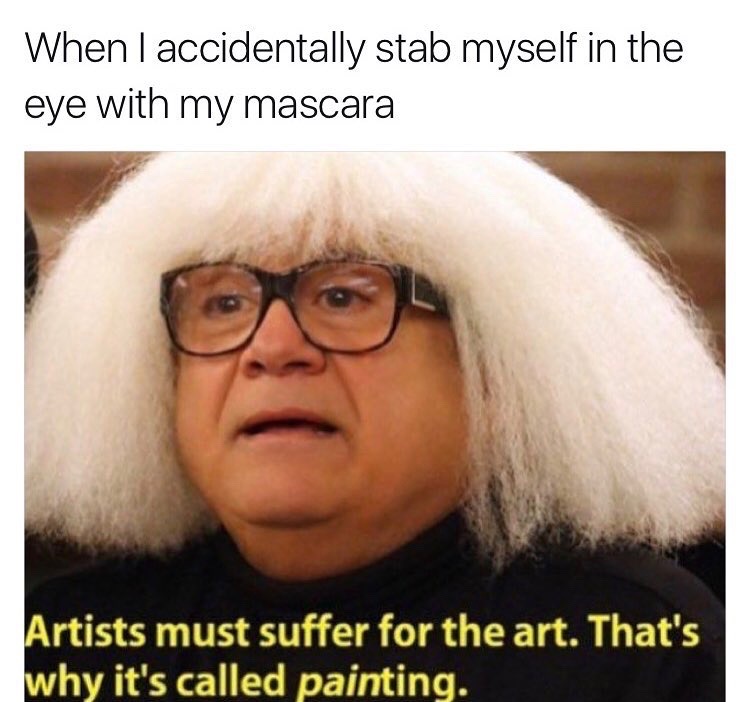 When I accidentally stab myself in the
eye with my mascara
Artists must suffer for the art. That's
why it's called painting.